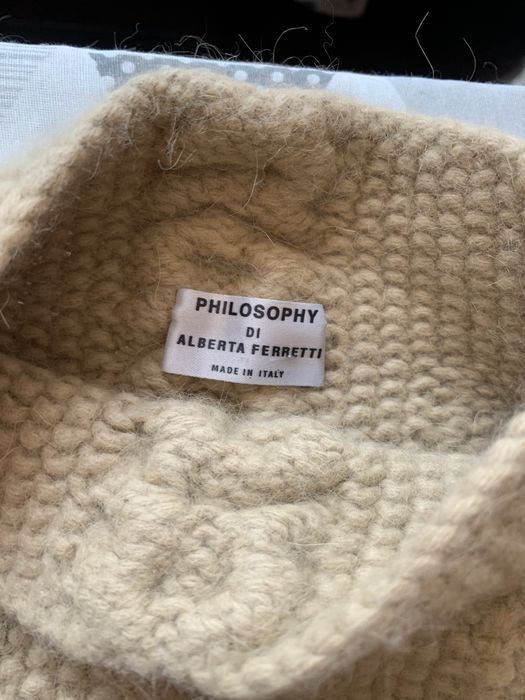 PHILOSOPHY
DI
ALBERTA FERRETTI
MADE IN ITALY